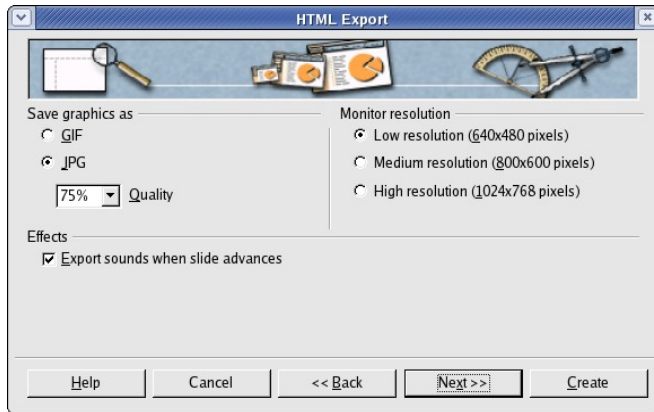 HTML Export
Save graphics as
GIF
JPG
75% Quality
Monitor resolution
Low resolution (640x480 pixels)
Medium resolution (800x600 pixels)
High resolution (1024x768 pixels)
Effects
Export sounds when slide advances
Help Cancel << Back Next >> Create